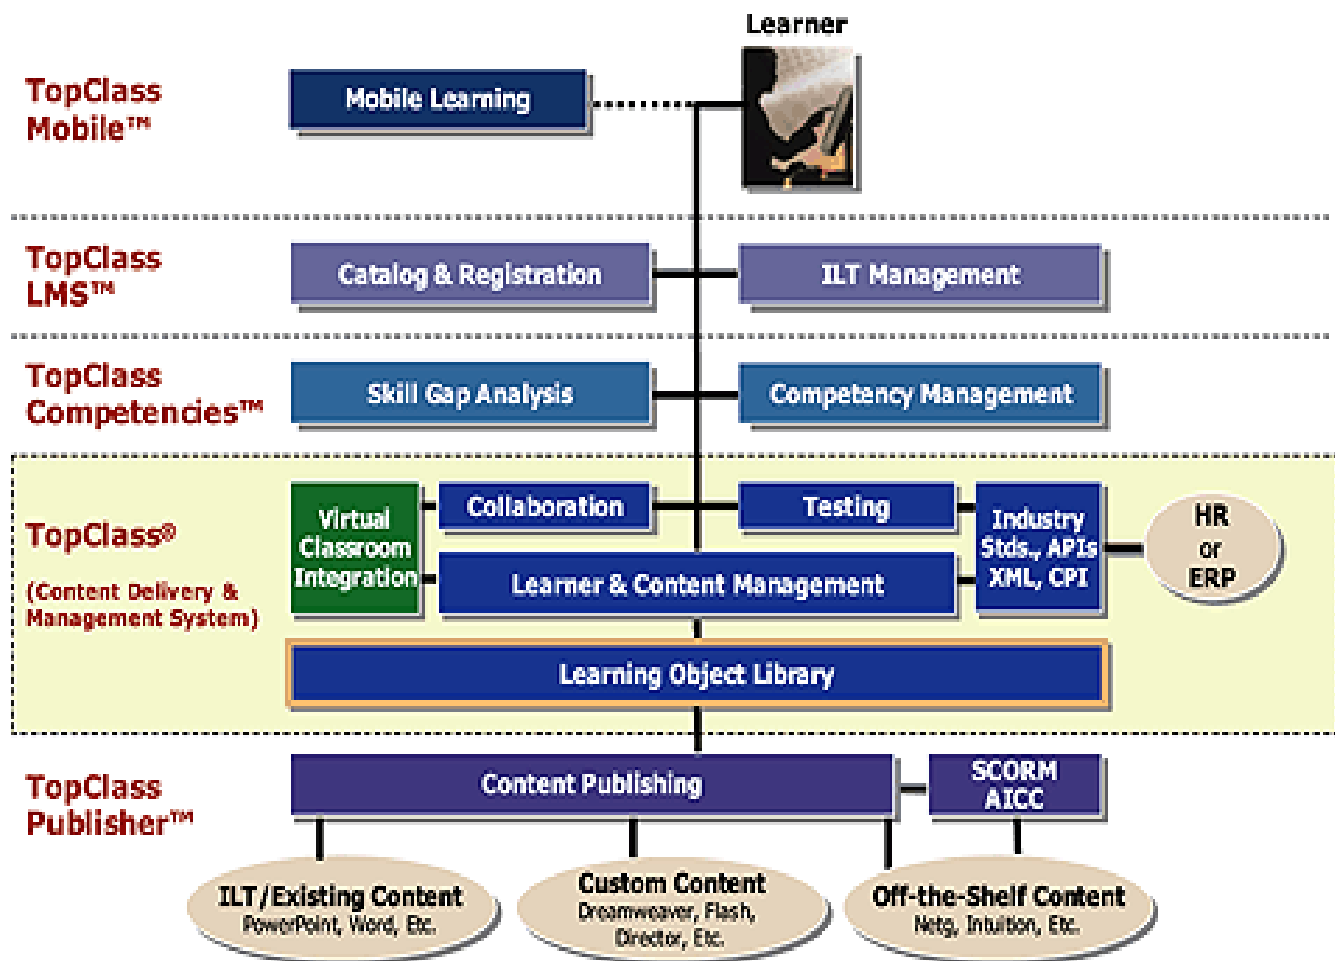 Learner
TopClass
Mobile™
Mobile Learning
TopClass
LMS™
Catalog & Registration
ILT Management
TopClass
Competencies™
Skill Gap Analysis
Competency Management
TopClass®
(Content Delivery &
Management System)
Virtual
Classroom
Integration
Collaboration
Testing
Learner & Content Management
Industry
Stds., APIs
XML, CPI
HR
or
ERP
Learning Object Library
TopClass
Publisher™
Content Publishing
SCORM
AICC
ILT/Existing Content
PowerPoint, Word, Etc.
Custom Content
Dreamweaver, Flash,
Director, Etc.
Off-the-Shelf Content
Netg, Intuition, Etc.